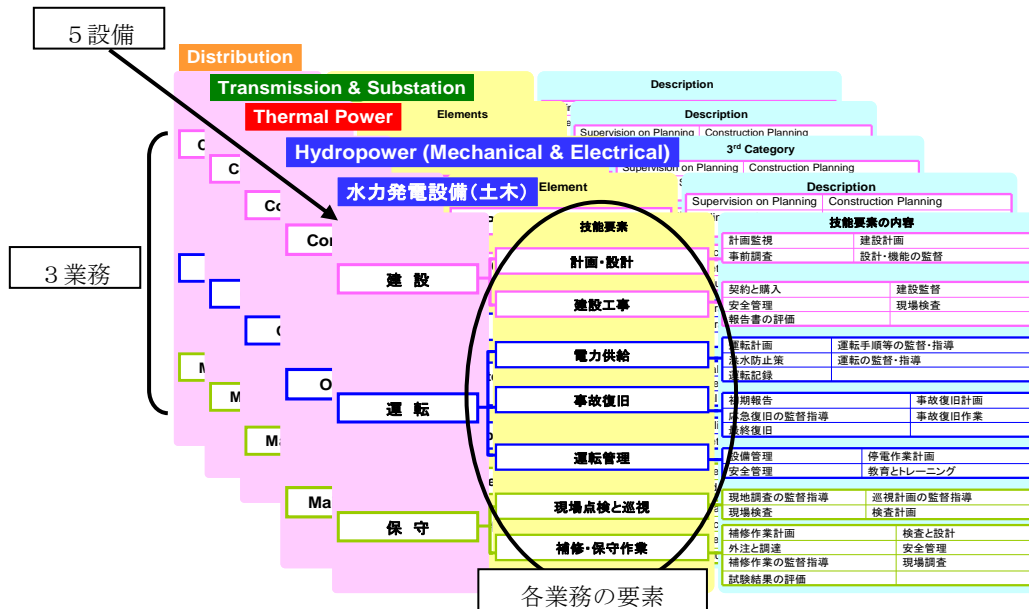 ５設備
Distribution
Transmission & Substation
Thermal Power
Hydropower (Mechanical & Electrical)
水力発電設備（土木）
Elements
Element
Description
Description
Supervision on Planning Construction Planning
3rd Category
Supervision on Planning Construction Planning
Description
Supervision on Planning Construction Planning
３業務
技能要素
技能要素の内容
建 設
計画・設計
計画監視 建設計画
事前調査 設計・機能の監督
建設工事
契約と購入 建設監督
安全管理 現場検査
報告書の評価
運 転
電力供給
運転計画 運転手順等の監督・指導
洪水防止策 運転の監督・指導
運転記録
事故復旧
初期報告 事故復旧計画
応急復旧の監督指導 事故復旧作業
最終復旧
運転管理
設備管理 停電作業計画
安全管理 教育とトレーニング
保 守
現場点検と巡視
現地調査の監督指導 巡視計画の監督指導
現場検査 検査計画
補修・保守作業
補修作業計画 検査と設計
外注と調達 安全管理
補修作業の監督指導 現場調査
試験結果の評価
各業務の要素